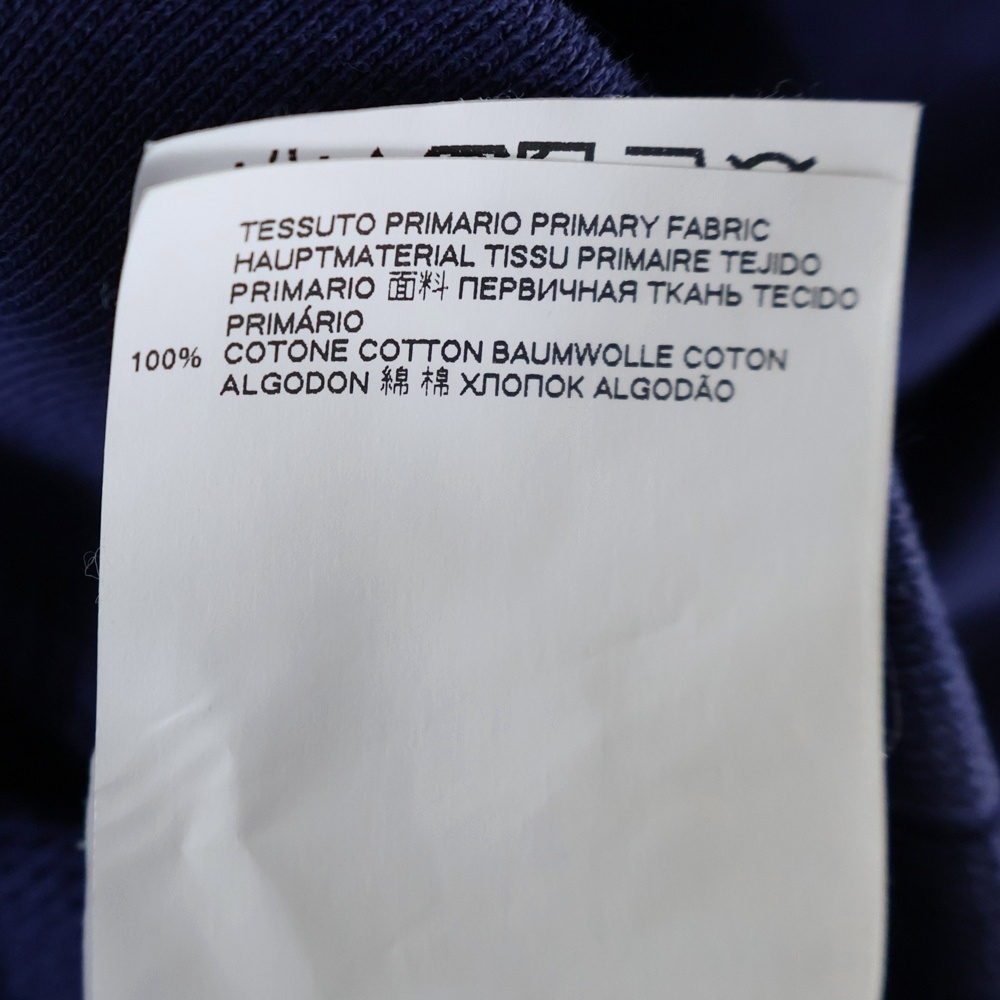 TESSUTO PRIMARIO PRIMARY FABRIC
HAUPTMATERIAL TISSU PRIMAIRE TEJIDO
PRIMARIO 面料 ПЕРВИЧНАЯ ТКАНЬ TECIDO
PRIMÁRIO
100% COTONE COTTON BAUMWOLLE COTON
ALGODON 綿 棉 ХЛОПОК ALGODÃO